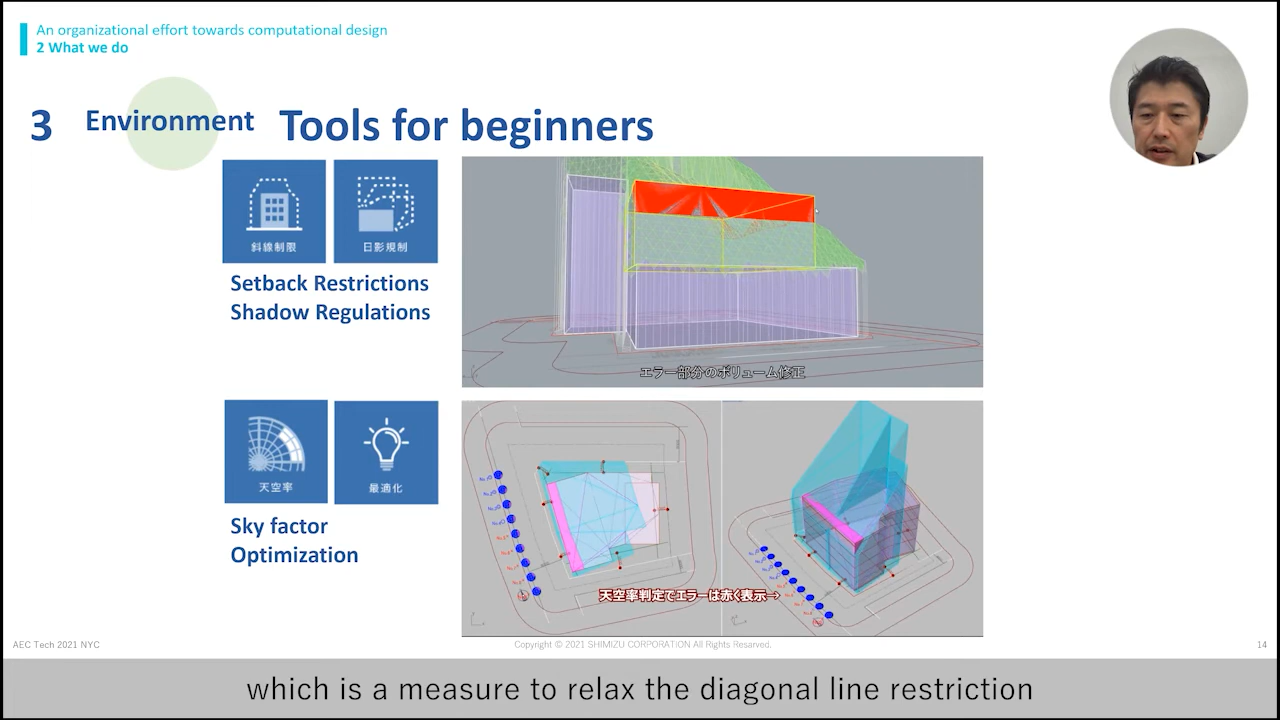 An organizational effort towards computational design
2 What we do
3 Environment Tools for beginners
斜線制限
日影規制
Setback Restrictions
Shadow Regulations
エラー部分のボリューム修正
天空率
最適化
Sky factor
Optimization
天空率判定でエラーは赤く表示→
AEC Tech 2021 NYC
Copyright © 2021 SHIMIZU CORPORATION All Rights Reserved.
14
which is a measure to relax the diagonal line restriction